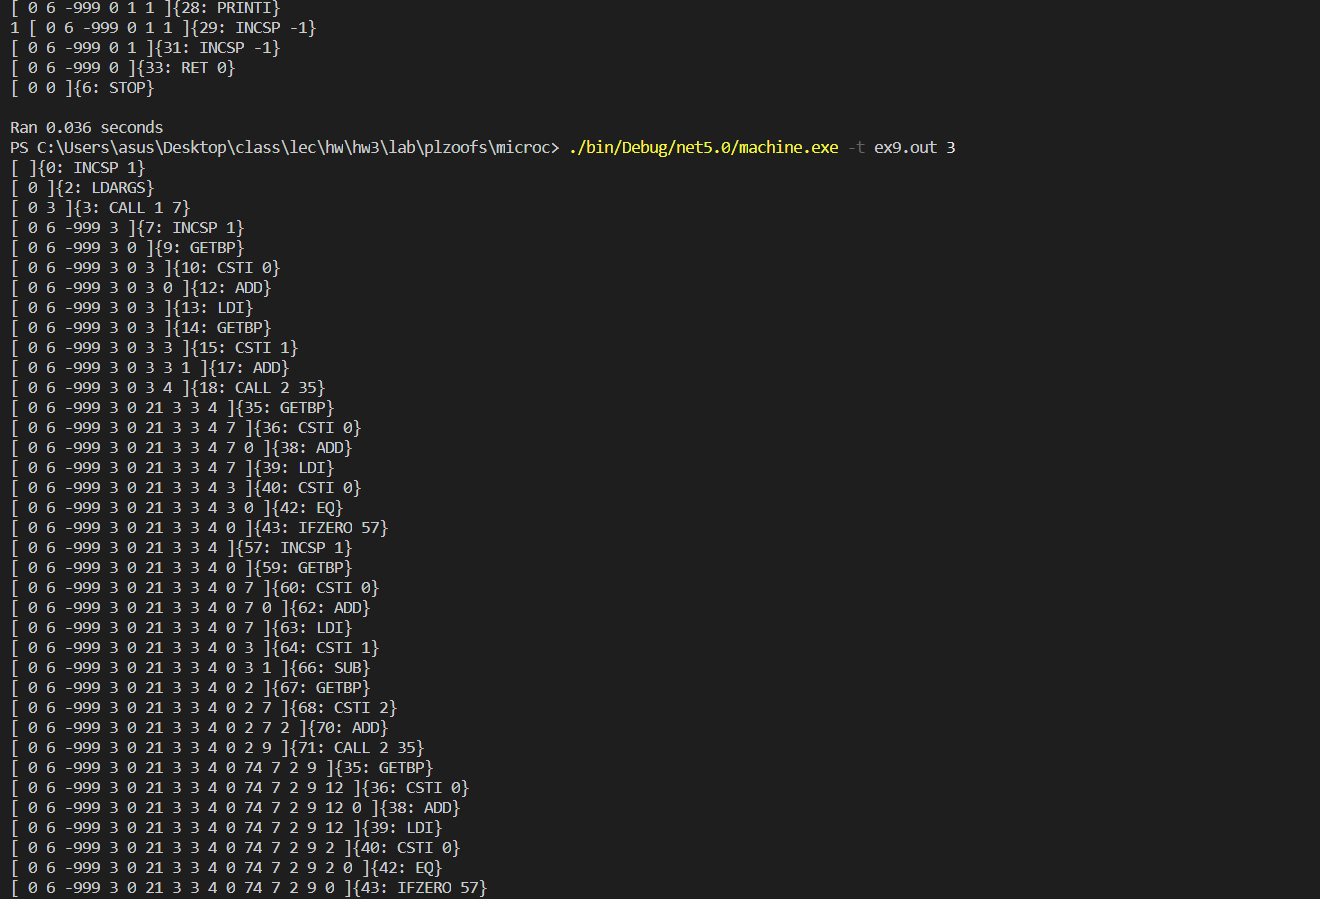 [ 0 6 -999 0 1 1 ]{28: PRINTI}
1 [ 0 6 -999 0 1 1 ]{29: INCSP -1}
[ 0 6 -999 0 1 ]{31: INCSP -1}
[ 0 6 -999 0 ]{33: RET 0}
[ 0 0 ]{6: STOP}
Ran 0.036 seconds
PS C:\Users\asus\Desktop\class\lec\hw\hw3\lab\plzoofs\microc> ./bin/Debug/net5.0/machine.exe -t ex9.out 3
[ ]{0: INCSP 1}
[ 0 ]{2: LDARGS}
[ 0 3 ]{3: CALL 1 7}
[ 0 6 -999 3 ]{7: INCSP 1}
[ 0 6 -999 3 0 ]{9: GETBP}
[ 0 6 -999 3 0 3 ]{10: CSTI 0}
[ 0 6 -999 3 0 3 0 ]{12: ADD}
[ 0 6 -999 3 0 3 ]{13: LDI}
[ 0 6 -999 3 0 3 ]{14: GETBP}
[ 0 6 -999 3 0 3 3 ]{15: CSTI 1}
[ 0 6 -999 3 0 3 3 1 ]{17: ADD}
[ 0 6 -999 3 0 3 4 ]{18: CALL 2 35}
[ 0 6 -999 3 0 21 3 3 4 ]{35: GETBP}
[ 0 6 -999 3 0 21 3 3 4 7 ]{36: CSTI 0}
[ 0 6 -999 3 0 21 3 3 4 7 0 ]{38: ADD}
[ 0 6 -999 3 0 21 3 3 4 7 ]{39: LDI}
[ 0 6 -999 3 0 21 3 3 4 3 ]{40: CSTI 0}
[ 0 6 -999 3 0 21 3 3 4 3 0 ]{42: EQ}
[ 0 6 -999 3 0 21 3 3 4 0 ]{43: IFZERO 57}
[ 0 6 -999 3 0 21 3 3 4 ]{57: INCSP 1}
[ 0 6 -999 3 0 21 3 3 4 0 ]{59: GETBP}
[ 0 6 -999 3 0 21 3 3 4 0 7 ]{60: CSTI 0}
[ 0 6 -999 3 0 21 3 3 4 0 7 0 ]{62: ADD}
[ 0 6 -999 3 0 21 3 3 4 0 7 ]{63: LDI}
[ 0 6 -999 3 0 21 3 3 4 0 3 ]{64: CSTI 1}
[ 0 6 -999 3 0 21 3 3 4 0 3 1 ]{66: SUB}
[ 0 6 -999 3 0 21 3 3 4 0 2 ]{67: GETBP}
[ 0 6 -999 3 0 21 3 3 4 0 2 7 ]{68: CSTI 2}
[ 0 6 -999 3 0 21 3 3 4 0 2 7 2 ]{70: ADD}
[ 0 6 -999 3 0 21 3 3 4 0 2 9 ]{71: CALL 2 35}
[ 0 6 -999 3 0 21 3 3 4 0 74 7 2 9 ]{35: GETBP}
[ 0 6 -999 3 0 21 3 3 4 0 74 7 2 9 12 ]{36: CSTI 0}
[ 0 6 -999 3 0 21 3 3 4 0 74 7 2 9 12 0 ]{38: ADD}
[ 0 6 -999 3 0 21 3 3 4 0 74 7 2 9 12 ]{39: LDI}
[ 0 6 -999 3 0 21 3 3 4 0 74 7 2 9 2 ]{40: CSTI 0}
[ 0 6 -999 3 0 21 3 3 4 0 74 7 2 9 2 0 ]{42: EQ}
[ 0 6 -999 3 0 21 3 3 4 0 74 7 2 9 0 ]{43: IFZERO 57}